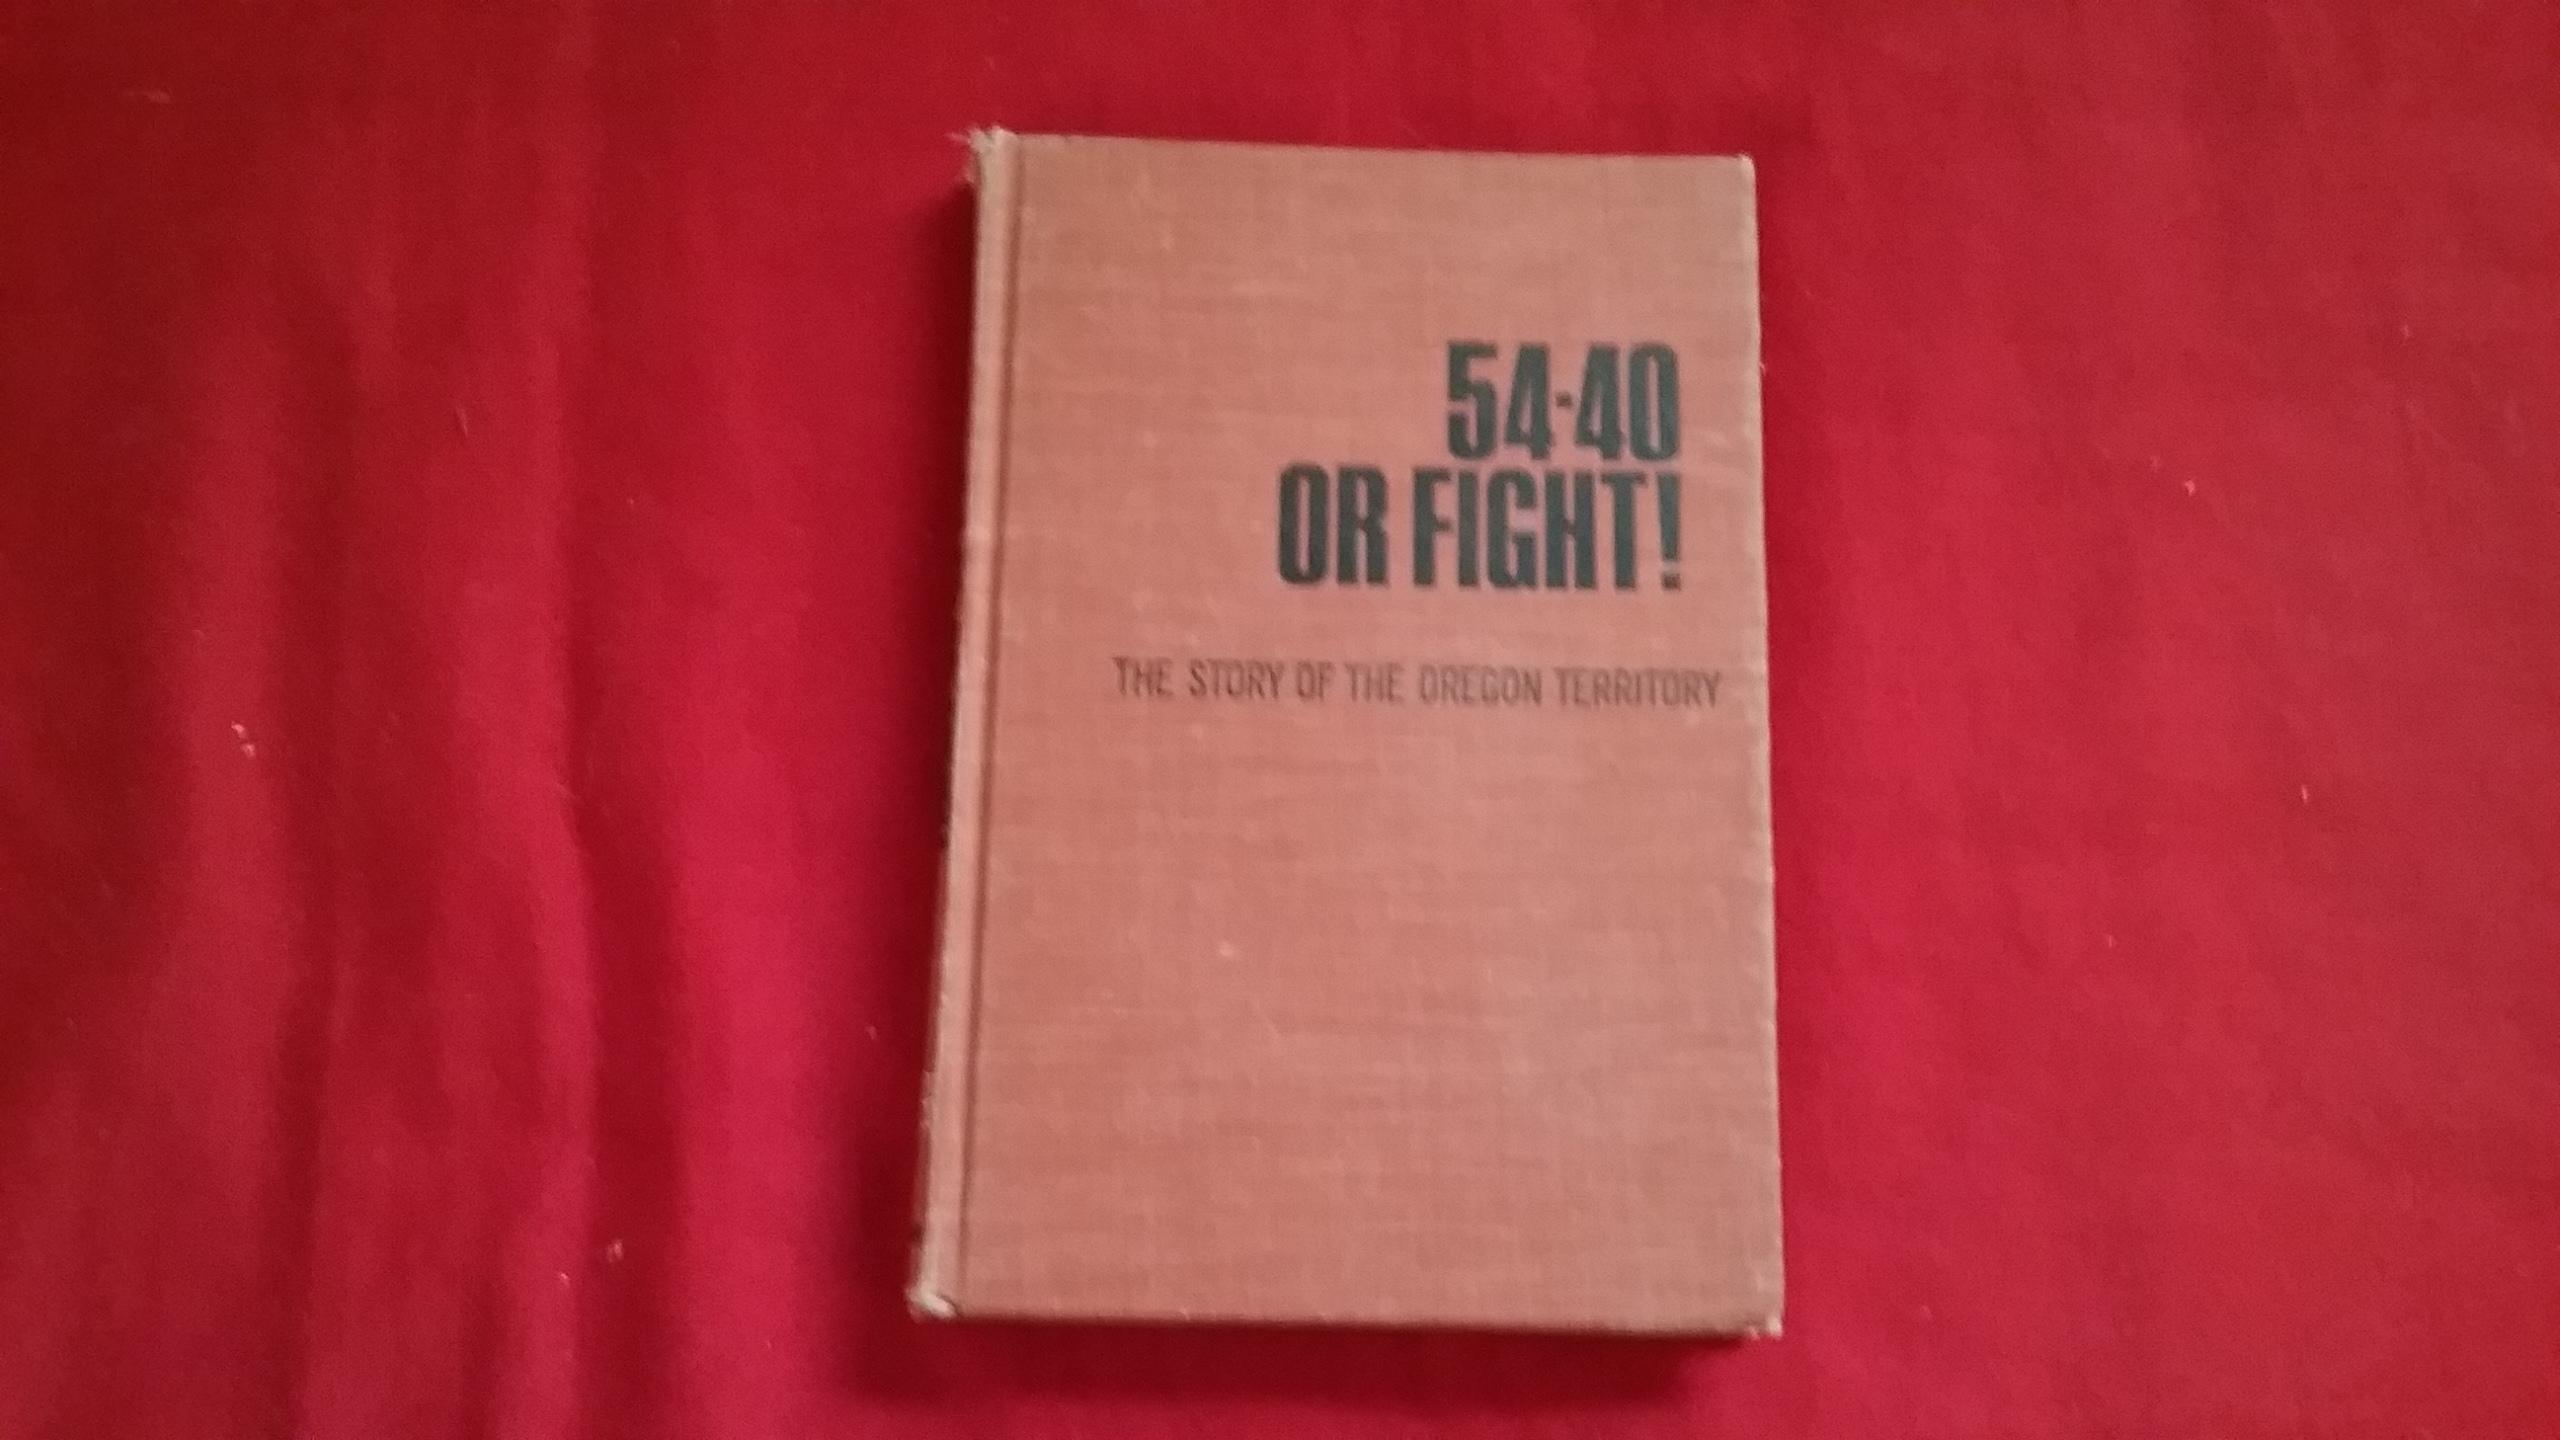 54·40
OR FIGHT!
THE STORY OF THE OREGON TERRITORY